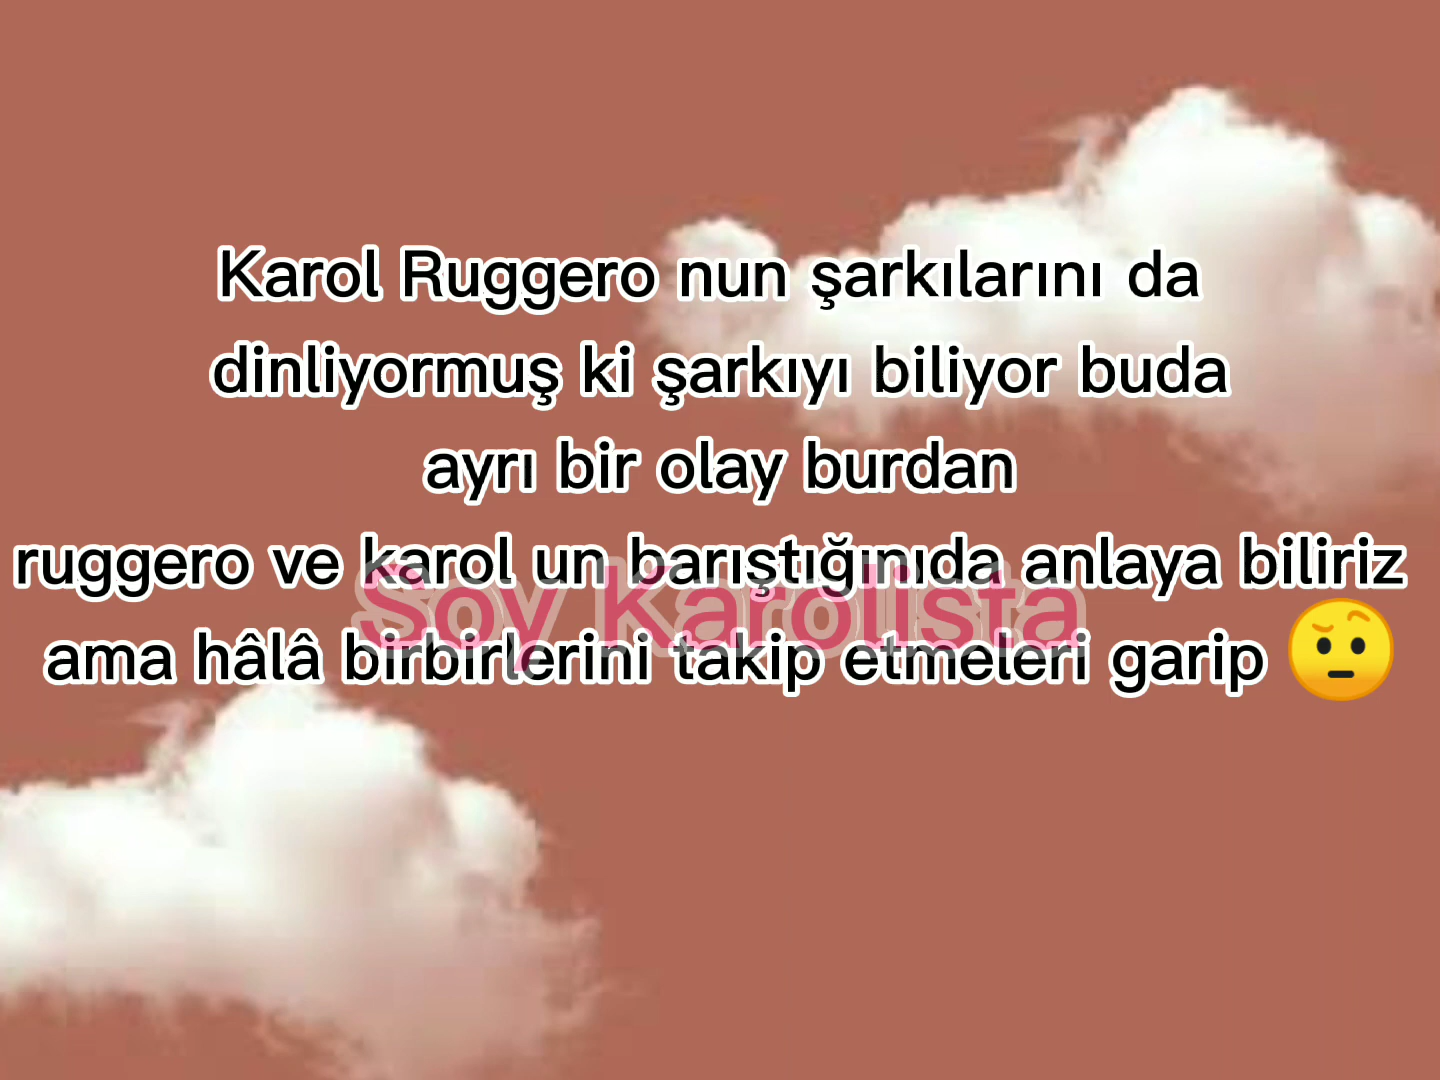 Karol Ruggero nun şarkılarını da
dinliyormuş ki şarkıyı biliyor buda
ayrı bir olay burdan
ruggero ve karol un barıştığınıda anlaya biliriz
Soy Karolista
ama hâlâ birbirlerini takip etmeleri garip 🤨